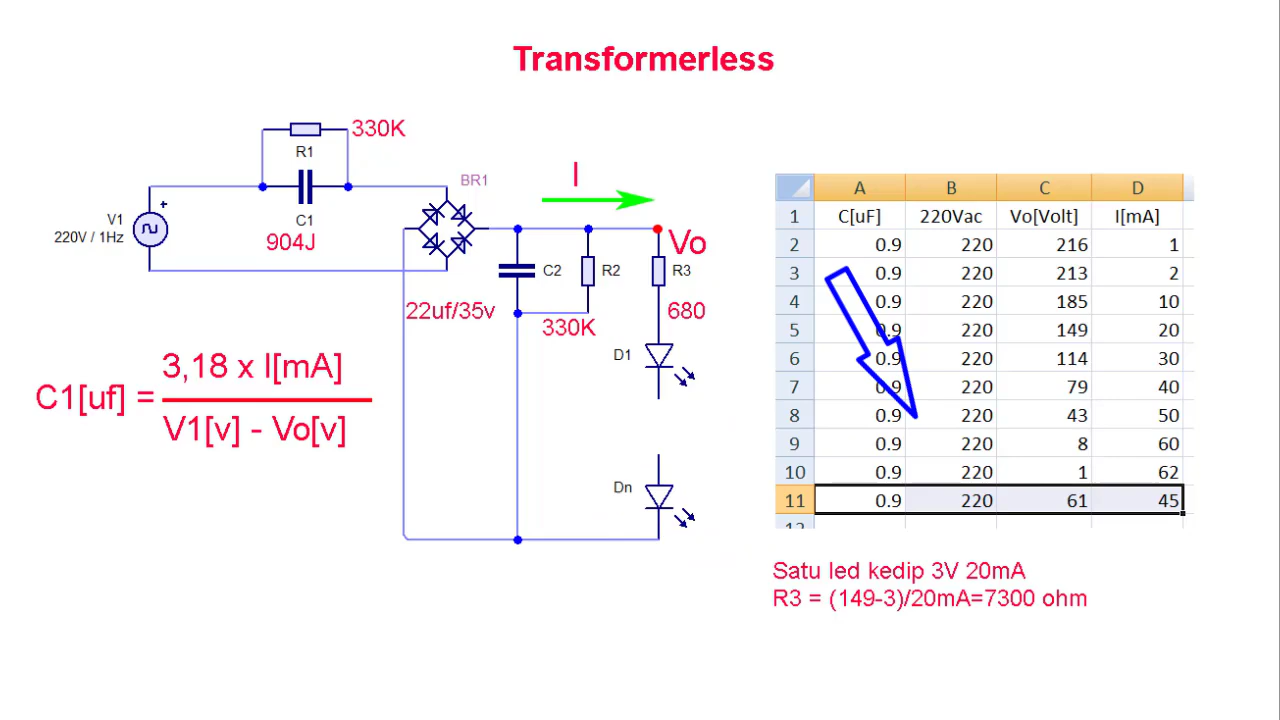 Transformerless
330K
R1
C1
904J
V1
220V / 1Hz
+
BR1
I
Vo
C2
R2
R3
22uf/35v
330K
680
D1
Dn
C1[uf] = 3,18 x I[mA]
V1[v] - Vo[v]
A B C D
1 C[uF] 220Vac Vo[Volt] I[mA]
2 0.9 220 216 1
3 0.9 220 213 2
4 0.9 220 185 10
5 0.9 220 149 20
6 0.9 220 114 30
7 0.9 220 79 40
8 0.9 220 43 50
9 0.9 220 8 60
10 0.9 220 1 62
11 0.9 220 61 45
12
Satu led kedip 3V 20mA
R3 = (149-3)/20mA=7300 ohm